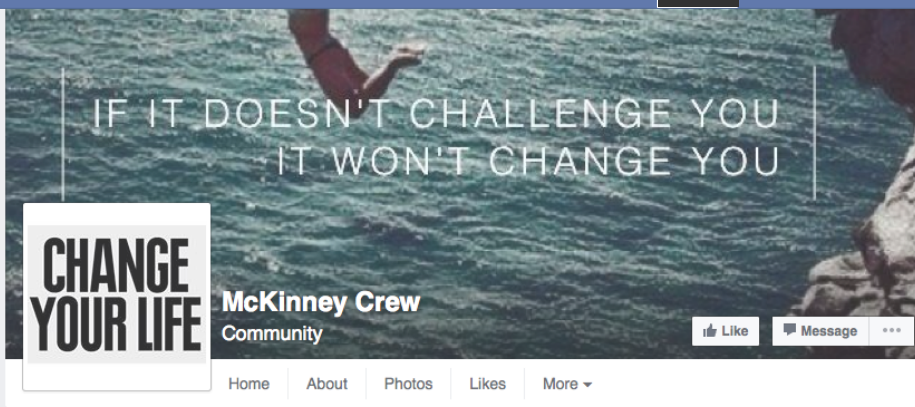 IF IT DOESN'T CHALLENGE YOU
IT WON'T CHANGE YOU
CHANGE
YOUR LIFE
McKinney Crew
Community
Like
Message
Home
About
Photos
Likes
More